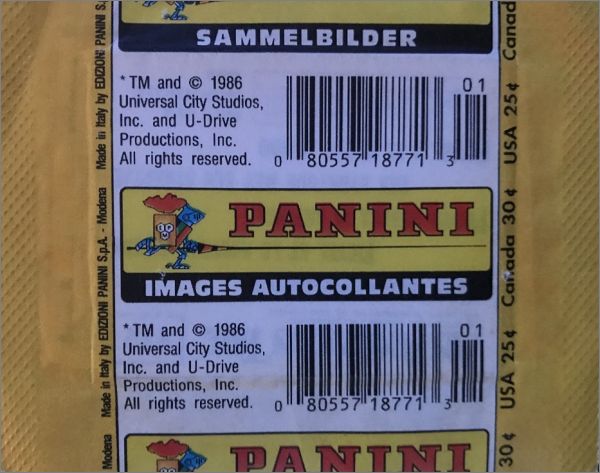 SAMMELBILDER
* TM and © 1986
Universal City Studios,
Inc. and U-Drive
Productions, Inc.
All rights reserved.
01
0 80557 18771 3
PANINI
IMAGES AUTOCOLLANTES
* TM and © 1986
Universal City Studios,
Inc. and U-Drive
Productions, Inc.
All rights reserved.
01
0 80557 18771 3
PANINI
Made in Italy by EDIZIONI PANINI S.p.A. - Modena
Made in Italy by EDIZIONI PANINI S.
Modena
USA 25¢ Canad
USA 25¢ Canada 30¢
30¢